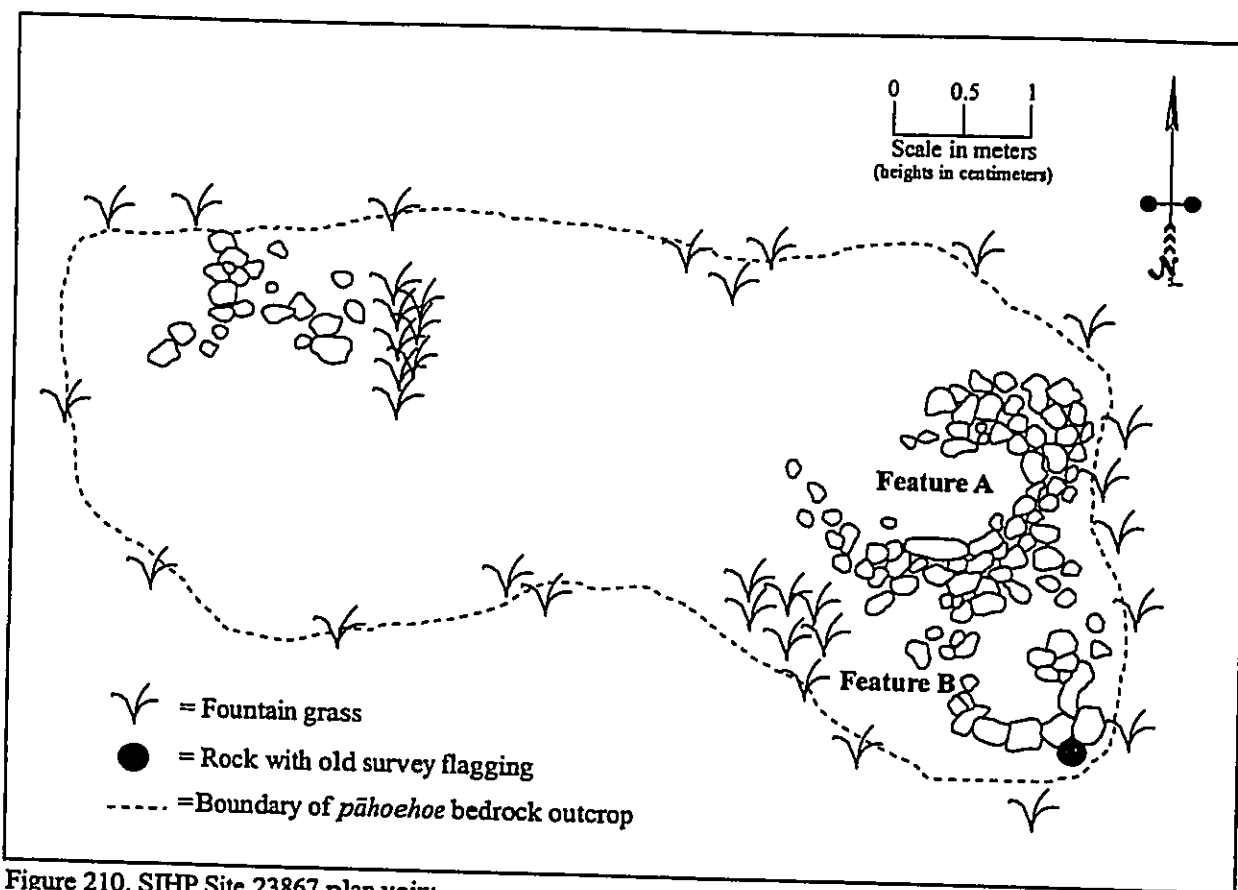 0 0.5 1
Scale in meters
(heights in centimeters)
N
Feature A
Feature B
= Fountain grass
= Rock with old survey flagging
=Boundary of pāhoehoe bedrock outcrop
Figure 210. SIHP Site 23867 plan